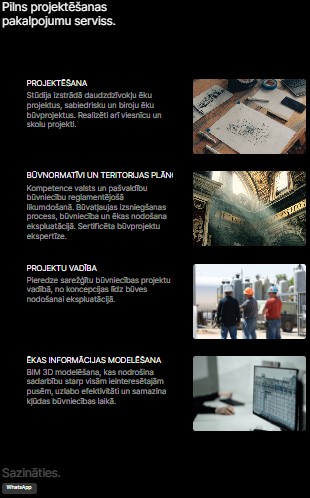 Pilns projektēšanas
pakalpojumu serviss.
PROJEKTĒŠANA
Stūdija izstrādā daudzdzīvokļu ēku
projektus, sabiedrisku un biroju ēku
būvprojektus. Realizēti arī viesnīcu un
skolu projekti.
BŪVNORMATĪVI UN TERITORIJAS PLĀN
Kompetence valsts un pašvaldību
būvniecību reglamentējošā
likumdošanā. Būvatļaujas izsniegšanas
process, būvniecība un ēkas nodošana
ekspluatācijā. Sertificēta būvprojektu
ekspertīze.
PROJEKTU VADĪBA
Pieredze sarežģītu būvniecības projektu
vadībā, no koncepcijas līdz būves
nodošanai ekspluatācijā.
ĒKAS INFORMĀCIJAS MODELĒŠANA
BIM 3D modelēšana, kas nodrošina
sadarbību starp visām ieinteresētajām
pusēm, uzlabo efektivitāti un samazina
kļūdas būvniecības laikā.
Sazināties.
WhatsApp